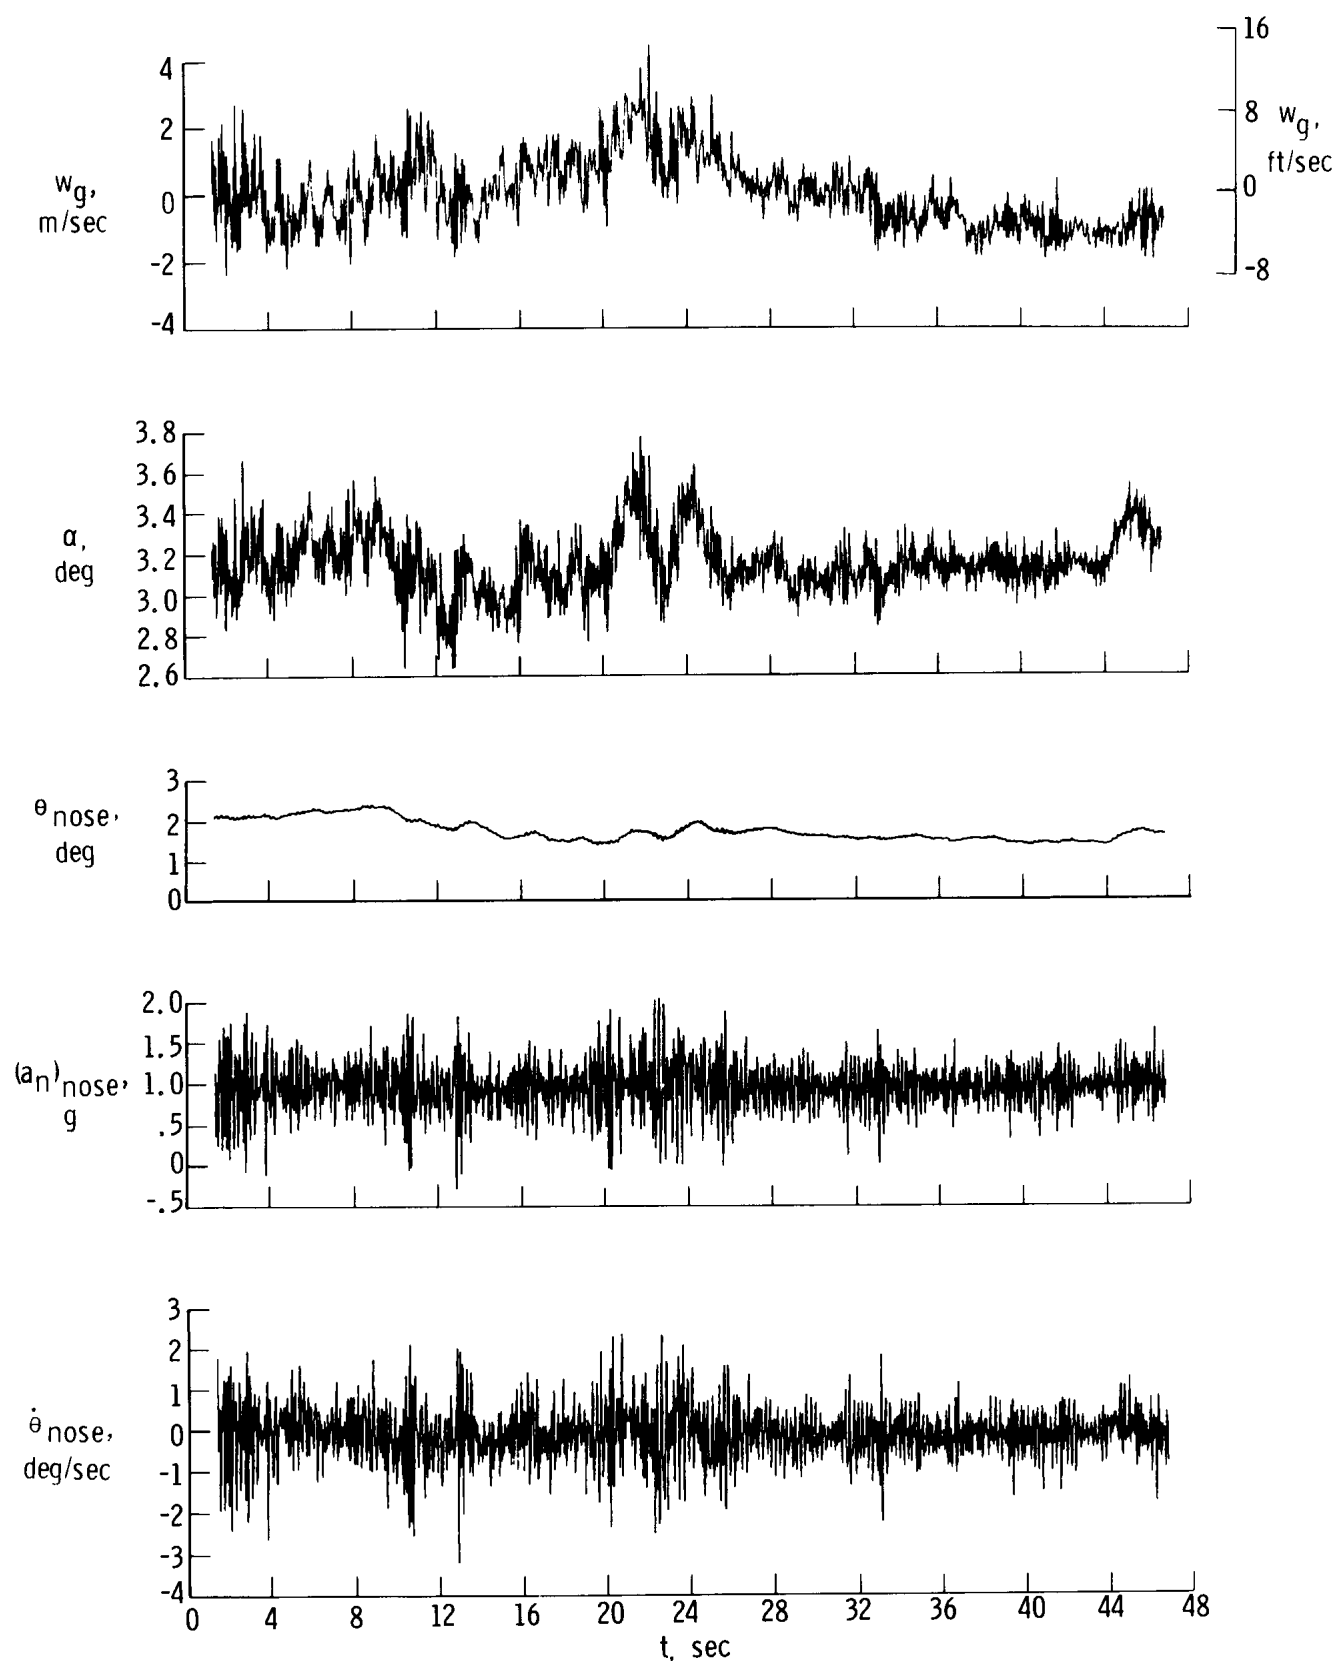 16
4
8
w_g,
ft/sec
2
w_g,
m/sec
0
0
-2
-8
-4
3.8
3.6
3.4
α,
deg
3.2
3.0
2.8
2.6
3
θ nose,
deg
2
1
0
2.0
1.5
(a_n)nose,
g
1.0
.5
0
-.5
3
2
1
θ̇ nose,
deg/sec
0
-1
-2
-3
-4
0 4 8 12 16 20 24 28 32 36 40 44 48
t, sec